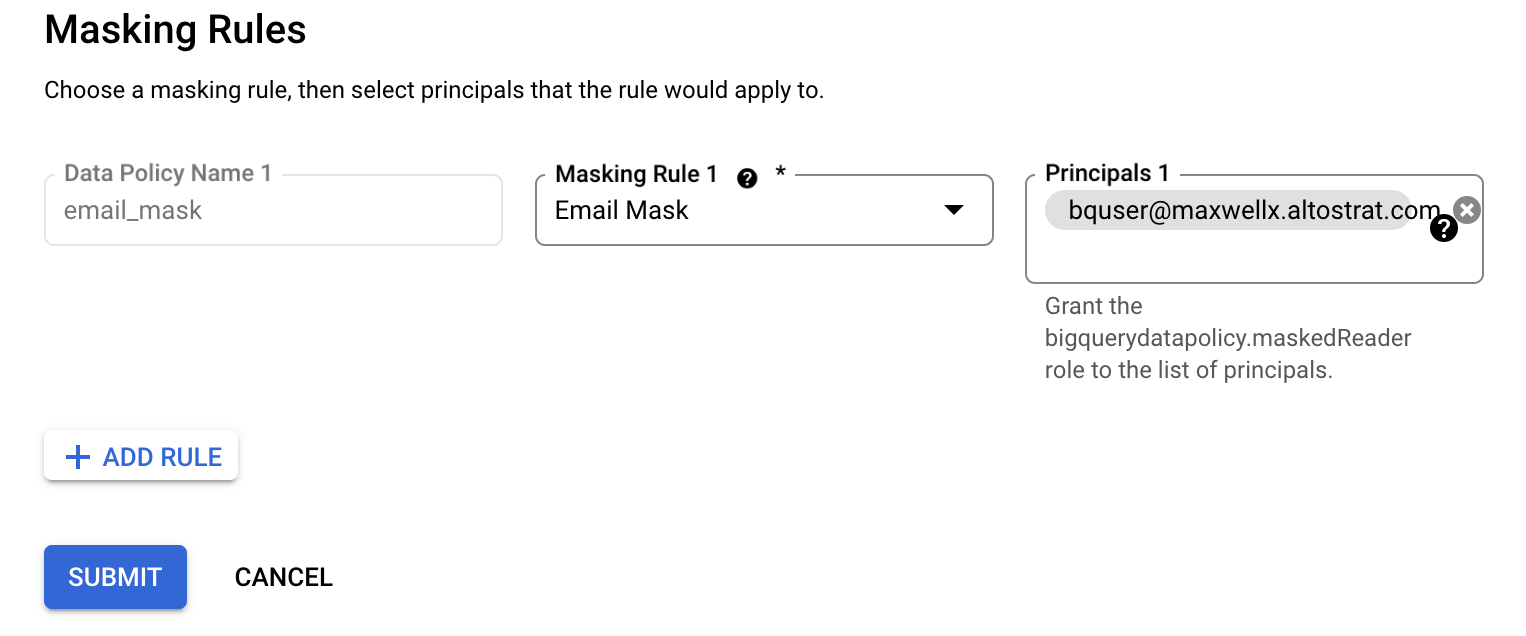 Masking Rules
Choose a masking rule, then select principals that the rule would apply to.
Data Policy Name 1
email_mask
Masking Rule 1 ? *
Email Mask
Principals 1
bquser@maxwellx.altostrat.com
?
Grant the
bigquerydatapolicy.maskedReader
role to the list of principals.
+ ADD RULE
SUBMIT CANCEL